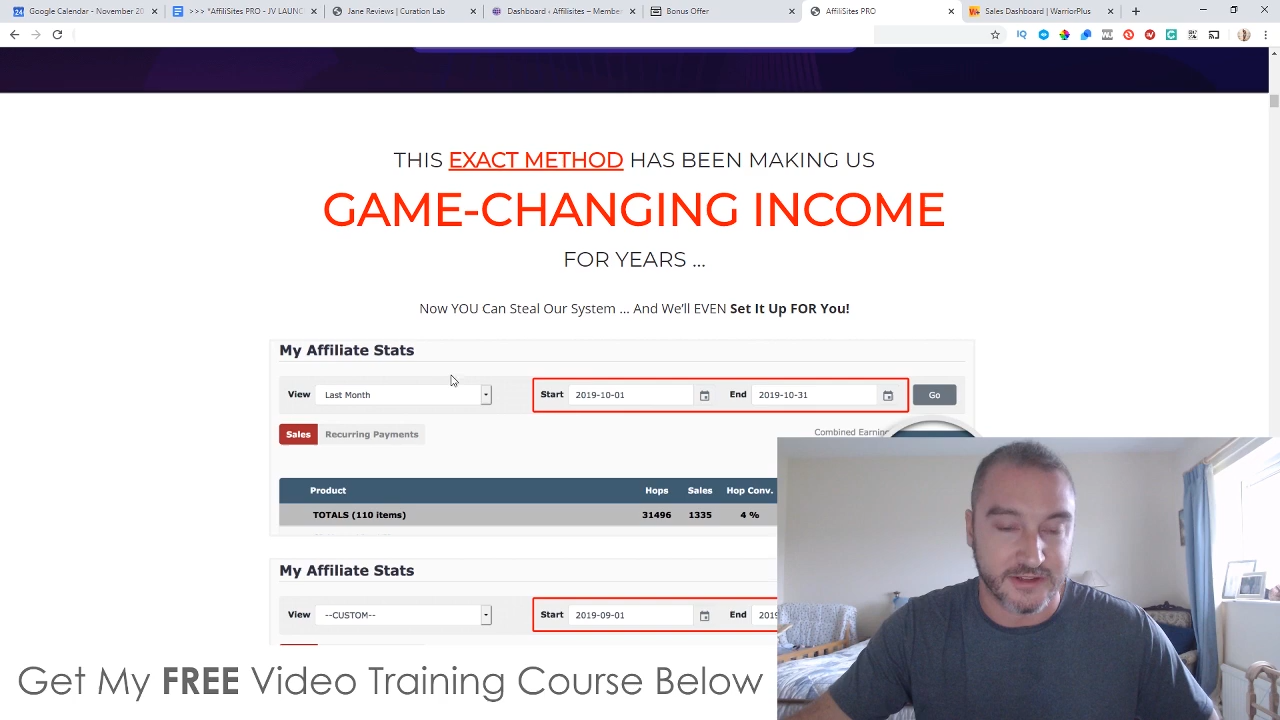 Google Calendar - November 20
>>> *AffiliSites PRO - JV LAUNC
Jane Reviews | Curation Lab
Dashboard ‹ Affilisites – Membe
Bonus Offer
AffiliSites PRO
Sales Dashboard | WarriorPlus
THIS EXACT METHOD HAS BEEN MAKING US
GAME-CHANGING INCOME
FOR YEARS ...
Now YOU Can Steal Our System ... And We'll EVEN Set It Up FOR You!
My Affiliate Stats
View Last Month Start 2019-10-01 End 2019-10-31 Go
Sales Recurring Payments
Combined Earning
Product Hops Sales Hop Conv.
TOTALS (110 items) 31496 1335 4 %
My Affiliate Stats
View --CUSTOM-- Start 2019-09-01 End 2019
Get My FREE Video Training Course Below